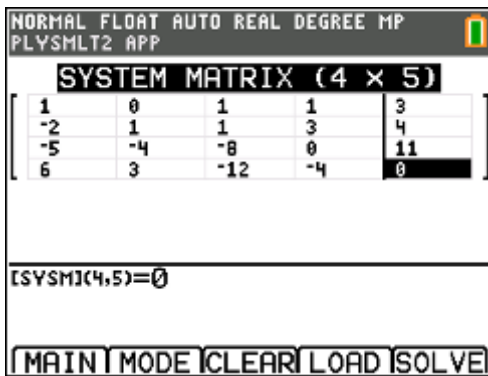 NORMAL FLOAT AUTO REAL DEGREE MP
PLYSMLT2 APP
SYSTEM MATRIX (4 × 5)
1 0 1 1 3
-2 1 1 3 4
-5 -4 -8 0 11
6 3 -12 -4 0
[SYSM](4,5)=0
MAIN MODE CLEAR LOAD SOLVE